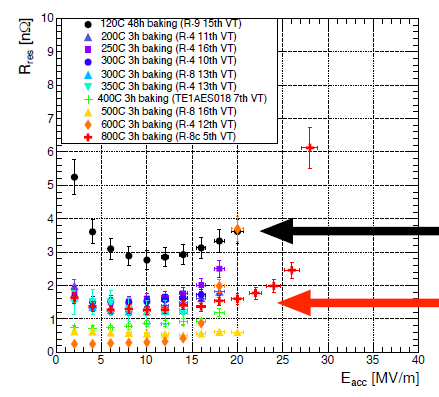 10
120C 48h baking (R-9 15th VT)
200C 3h baking (R-4 11th VT)
250C 3h baking (R-4 16th VT)
300C 3h baking (R-4 10th VT)
300C 3h baking (R-8 13th VT)
350C 3h baking (R-4 13th VT)
400C 3h baking (TE1AES018 7th VT)
500C 3h baking (R-8 16th VT)
600C 3h baking (R-4 12th VT)
800C 3h baking (R-8c 5th VT)
Rres [nΩ]
9
8
7
6
5
4
3
2
1
0
0 5 10 15 20 25 30 35 40
Eacc [MV/m]